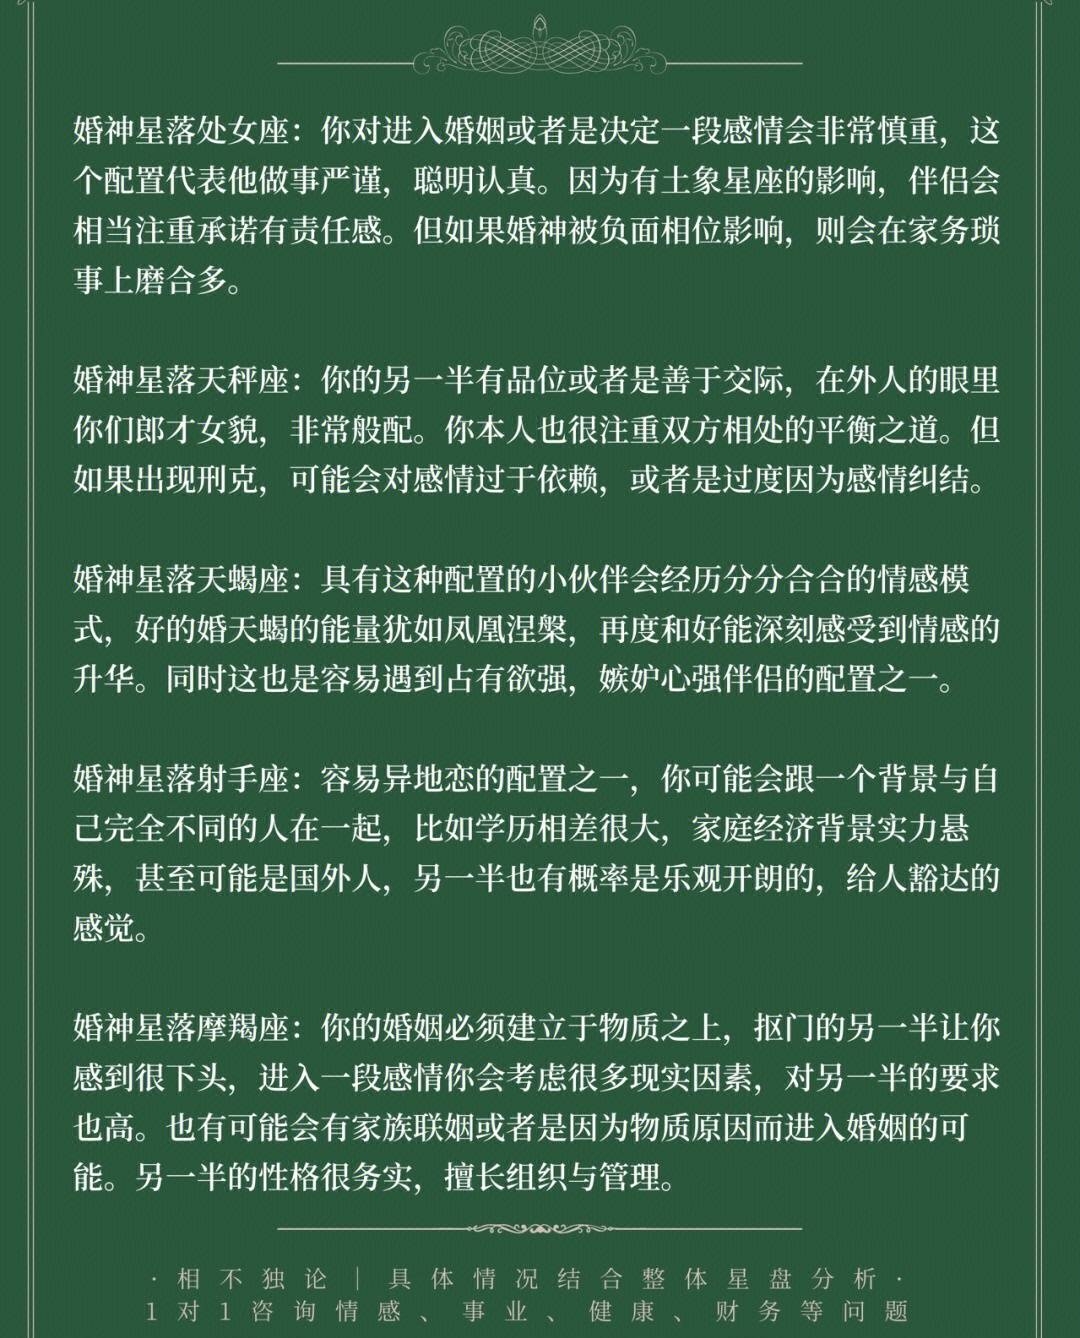 婚神星落处女座：你对进入婚姻或者是决定一段感情会非常慎重，这
个配置代表他做事严谨，聪明认真。因为有土象星座的影响，伴侣会
相当注重承诺有责任感。但如果婚神被负面相位影响，则会在家务琐
事上磨合多。
婚神星落天秤座：你的另一半有品位或者是善于交际，在外人的眼里
你们郎才女貌，非常般配。你本人也很注重双方相处的平衡之道。但
如果出现刑克，可能会对感情过于依赖，或者是过度因为感情纠结。
婚神星落天蝎座：具有这种配置的小伙伴会经历分分合合的情感模
式，好的婚天蝎的能量犹如凤凰涅槃，再度和好能深刻感受到情感的
升华。同时这也是容易遇到占有欲强，嫉妒心强伴侣的配置之一。
婚神星落射手座：容易异地恋的配置之一，你可能会跟一个背景与自
己完全不同的人在一起，比如学历相差很大，家庭经济背景实力悬
殊，甚至可能是国外人，另一半也有概率是乐观开朗的，给人豁达的
感觉。
婚神星落摩羯座：你的婚姻必须建立于物质之上，抠门的另一半让你
感到很下头，进入一段感情你会考虑很多现实因素，对另一半的要求
也高。也有可能会有家族联姻或者是因为物质原因而进入婚姻的可
能。另一半的性格很务实，擅长组织与管理。
·相不独论｜具体情况结合整体星盘分析·
1对1咨询情感、事业、健康、财务等问题